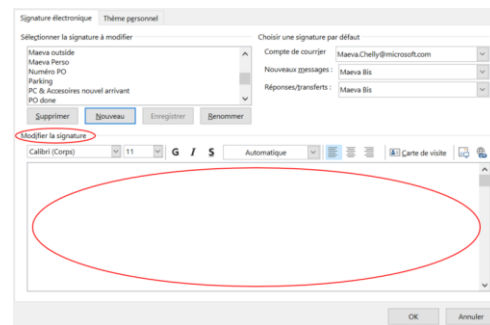 Signature électronique
Thème personnel
Sélectionner la signature à modifier
Maeva outside
Maeva Perso
Numéro PO
Parking
PC & Accesoires nouvel arrivant
PO done
Supprimer
Nouveau
Enregistrer
Renommer
Choisir une signature par défaut
Compte de courrier
Maeva.Chelly@microsoft.com
Nouveaux messages :
Maeva Bis
Réponses/transferts :
Maeva Bis
Modifier la signature
Calibri (Corps)
11
G I S
Automatique
Carte de visite
OK
Annuler